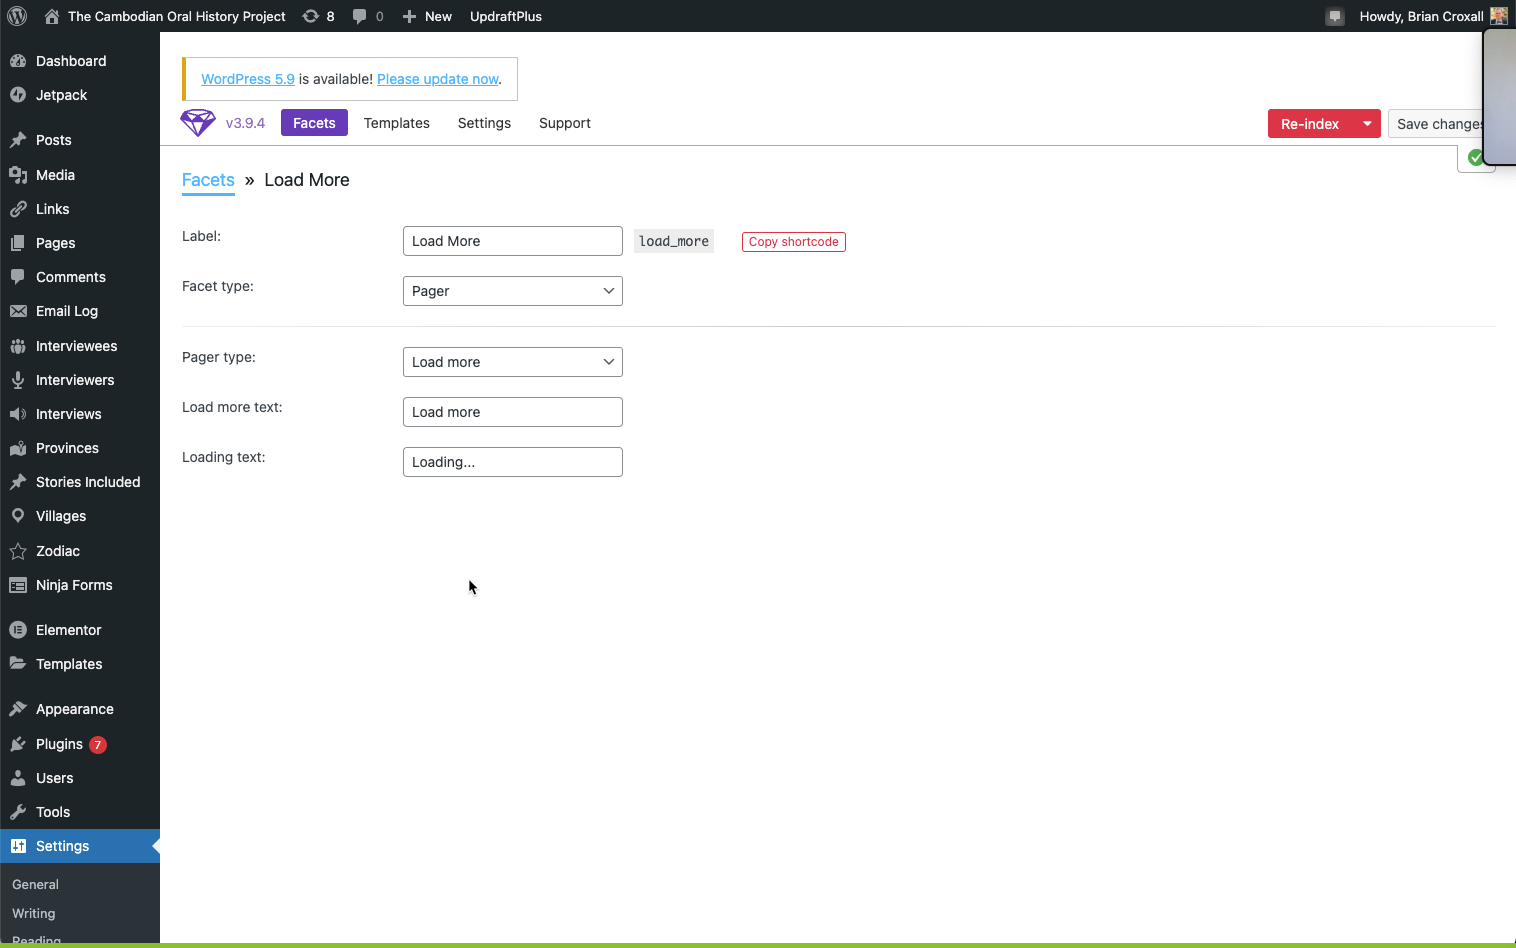 The Cambodian Oral History Project 8 0 New UpdraftPlus Howdy, Brian Croxall
Dashboard
Jetpack
Posts
Media
Links
Pages
Comments
Email Log
Interviewees
Interviewers
Interviews
Provinces
Stories Included
Villages
Zodiac
Ninja Forms
Elementor
Templates
Appearance
Plugins 7
Users
Tools
Settings
General
Writing
Reading
WordPress 5.9 is available! Please update now.
v3.9.4 Facets Templates Settings Support Re-index Save changes
Facets » Load More
Label: Load More load_more Copy shortcode
Facet type: Pager
Pager type: Load more
Load more text: Load more
Loading text: Loading...